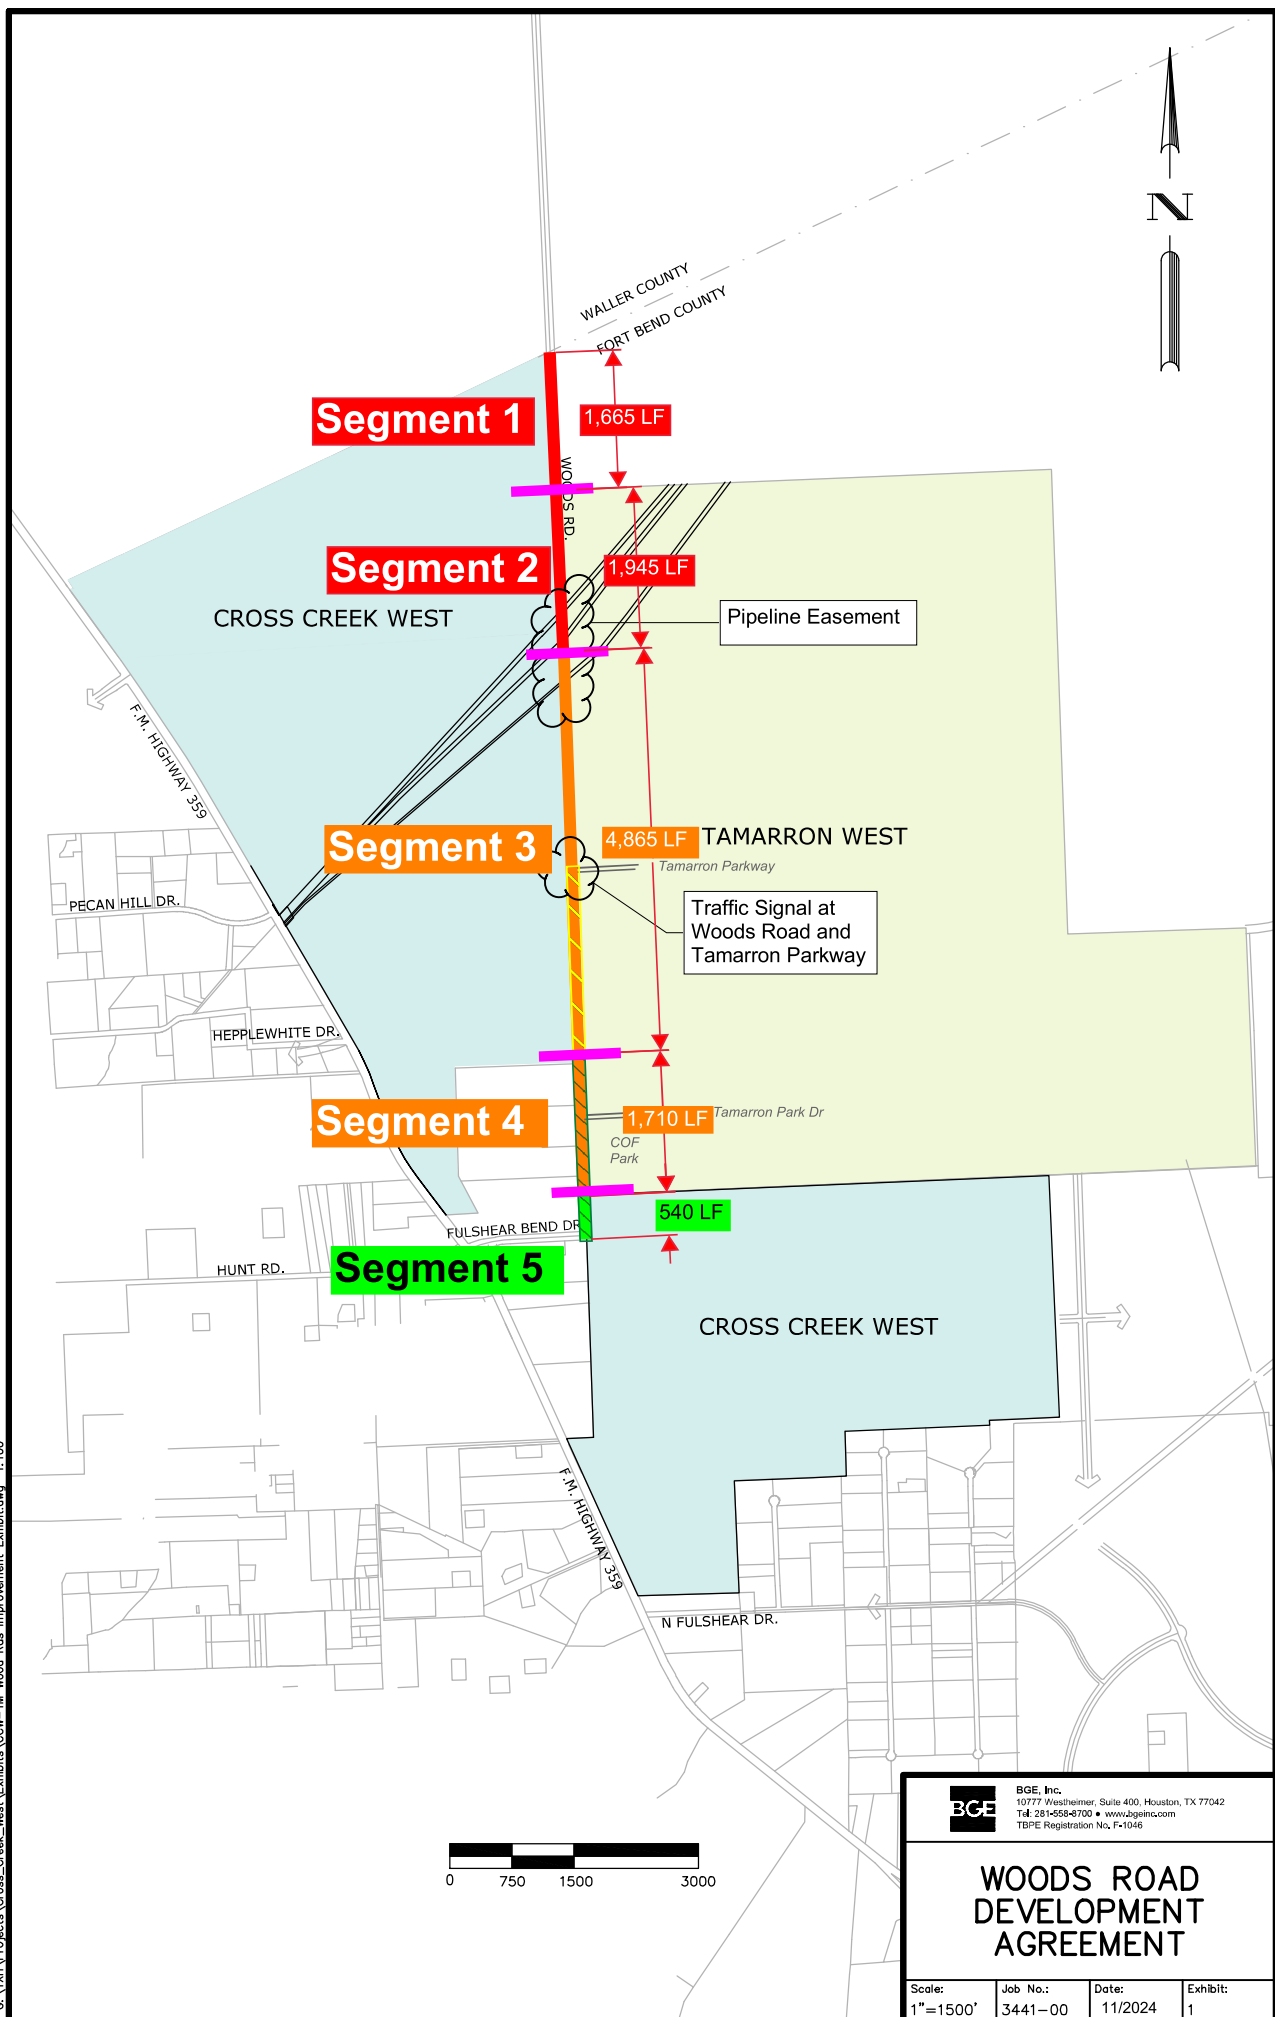 WALLER COUNTY
FORT BEND COUNTY
N
Segment 1
1,665 LF
WOODS RD.
Segment 2
1,945 LF
CROSS CREEK WEST
Pipeline Easement
F.M. HIGHWAY 359
Segment 3
4,865 LF
TAMARRON WEST
Tamarron Parkway
PECAN HILL DR.
Traffic Signal at
Woods Road and
Tamarron Parkway
HEPPLEWHITE DR.
Segment 4
1,710 LF
Tamarron Park Dr
COF
Park
540 LF
FULSHEAR BEND DR
Segment 5
HUNT RD.
CROSS CREEK WEST
F.M. HIGHWAY 359
N FULSHEAR DR.
0 750 1500 3000
BGE
BGE, Inc.
10777 Westheimer, Suite 400, Houston, TX 77042
Tel: 281-558-8700 ● www.bgeinc.com
TBPE Registration No. F-1046
WOODS ROAD
DEVELOPMENT
AGREEMENT
Scale:
1"=1500'
Job No.:
3441-00
Date:
11/2024
Exhibit:
1